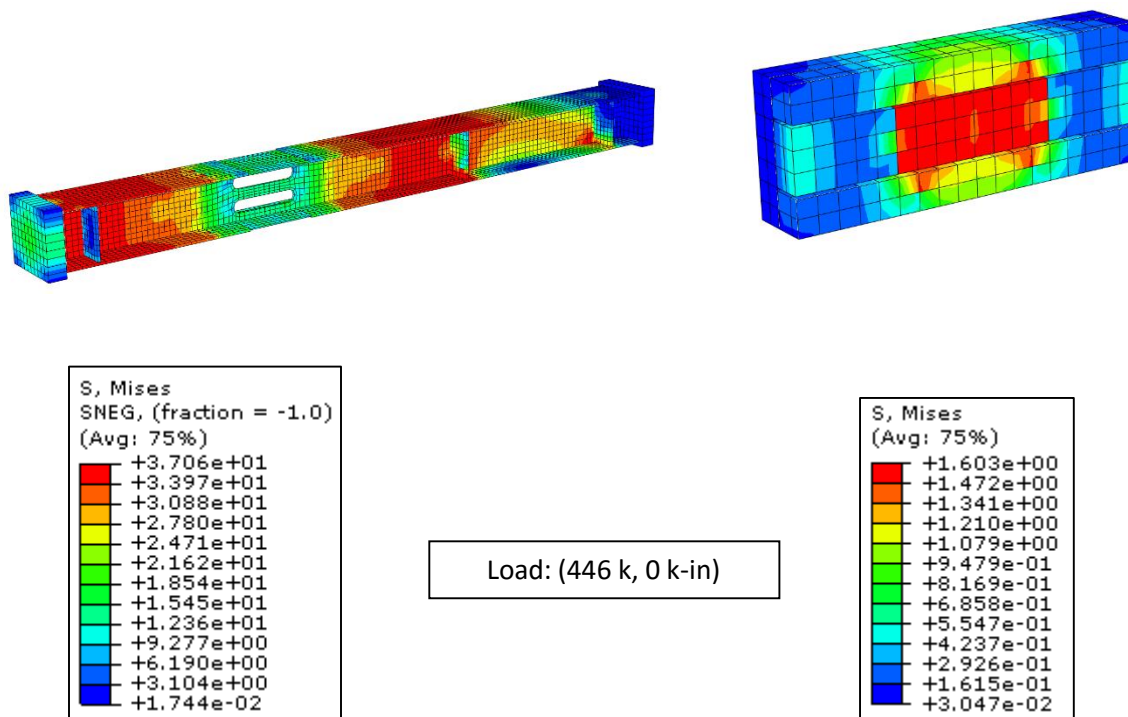 S, Mises
SNEG, (fraction = -1.0)
(Avg: 75%)
+3.706e+01
+3.397e+01
+3.088e+01
+2.780e+01
+2.471e+01
+2.162e+01
+1.854e+01
+1.545e+01
+1.236e+01
+9.277e+00
+6.190e+00
+3.104e+00
+1.744e-02
Load: (446 k, 0 k-in)
S, Mises
(Avg: 75%)
+1.603e+00
+1.472e+00
+1.341e+00
+1.210e+00
+1.079e+00
+9.479e-01
+8.169e-01
+6.858e-01
+5.547e-01
+4.237e-01
+2.926e-01
+1.615e-01
+3.047e-02